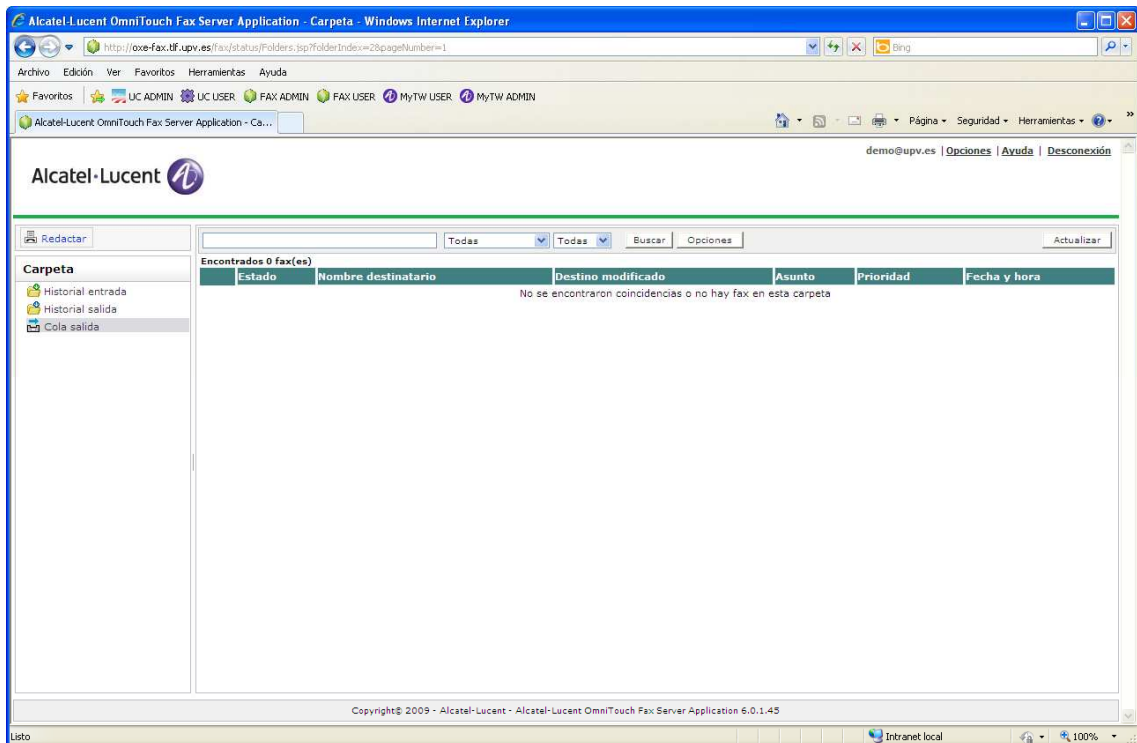 Alcatel-Lucent OmniTouch Fax Server Application - Carpeta - Windows Internet Explorer
http://oxe-fax.tlf.upv.es/fax/status/Folders.jsp?folderIndex=2&pageNumber=1
Bing
Archivo Edición Ver Favoritos Herramientas Ayuda
Favoritos UC ADMIN UC USER FAX ADMIN FAX USER MyTW USER MyTW ADMIN
Alcatel-Lucent OmniTouch Fax Server Application - Ca... Página Seguridad Herramientas »
demo@upv.es | Opciones | Ayuda | Desconexión
Alcatel·Lucent
Redactar
Todas Todas Buscar Opciones Actualizar
Carpeta
Historial entrada
Historial salida
Cola salida
Encontrados 0 fax(es)
Estado Nombre destinatario Destino modificado Asunto Prioridad Fecha y hora
No se encontraron coincidencias o no hay fax en esta carpeta
Copyright© 2009 - Alcatel-Lucent - Alcatel-Lucent OmniTouch Fax Server Application 6.0.1.45
Listo Intranet local 100%